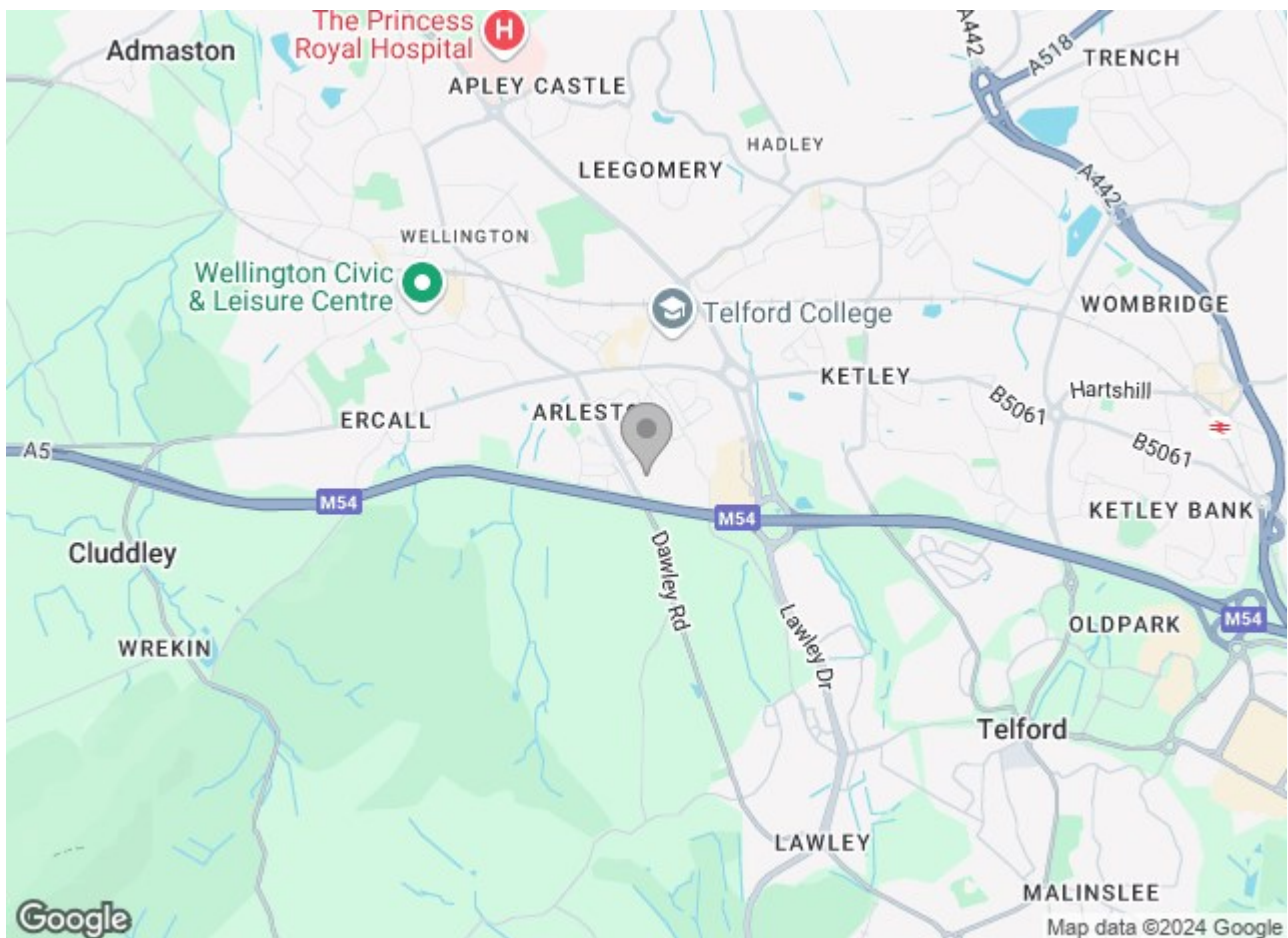 The Princess
Royal Hospital
H
Admaston
APLEY CASTLE
A442
A518
TRENCH
HADLEY
LEEGOMERY
A442
WELLINGTON
Wellington Civic
& Leisure Centre
Telford College
WOMBRIDGE
KETLEY
Hartshill
B5061
ERCALL
B5061
A5
M54
M54
KETLEY BANK
Cluddley
Dawley Rd
Lawley Dr
OLDPARK
M54
WREKIN
Telford
LAWLEY
MALINSLEE
Google
Map data ©2024 Google